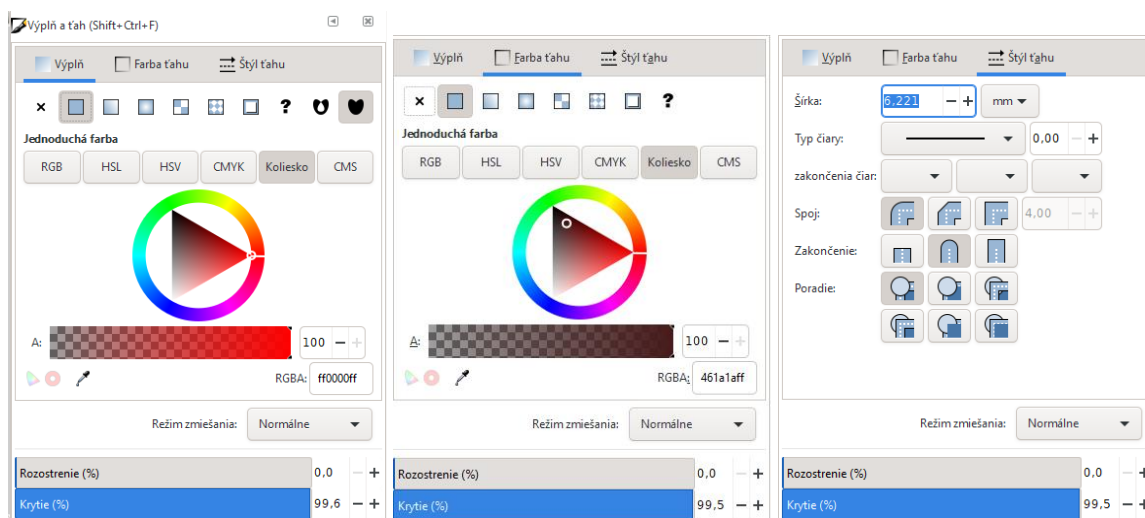 Výplň a ťah (Shift+Ctrl+F)
Výplň Farba ťahu Štýl ťahu
?
Jednoduchá farba
RGB HSL HSV CMYK Koliesko CMS
A: 100 − +
RGBA: ff0000ff
Režim zmiešania: Normálne
Rozostrenie (%) 0,0 − +
Krytie (%) 99,6 − +
Výplň Farba ťahu Štýl ťahu
?
Jednoduchá farba
RGB HSL HSV CMYK Koliesko CMS
A: 100 − +
RGBA: 461a1aff
Režim zmiešania: Normálne
Rozostrenie (%) 0,0 − +
Krytie (%) 99,5 − +
Výplň Farba ťahu Štýl ťahu
Šírka: 6,221 − + mm
Typ čiary: 0,00 − +
zakončenia čiar:
Spoj: 4,00 − +
Zakončenie:
Poradie:
Režim zmiešania: Normálne
Rozostrenie (%) 0,0 − +
Krytie (%) 99,5 − +